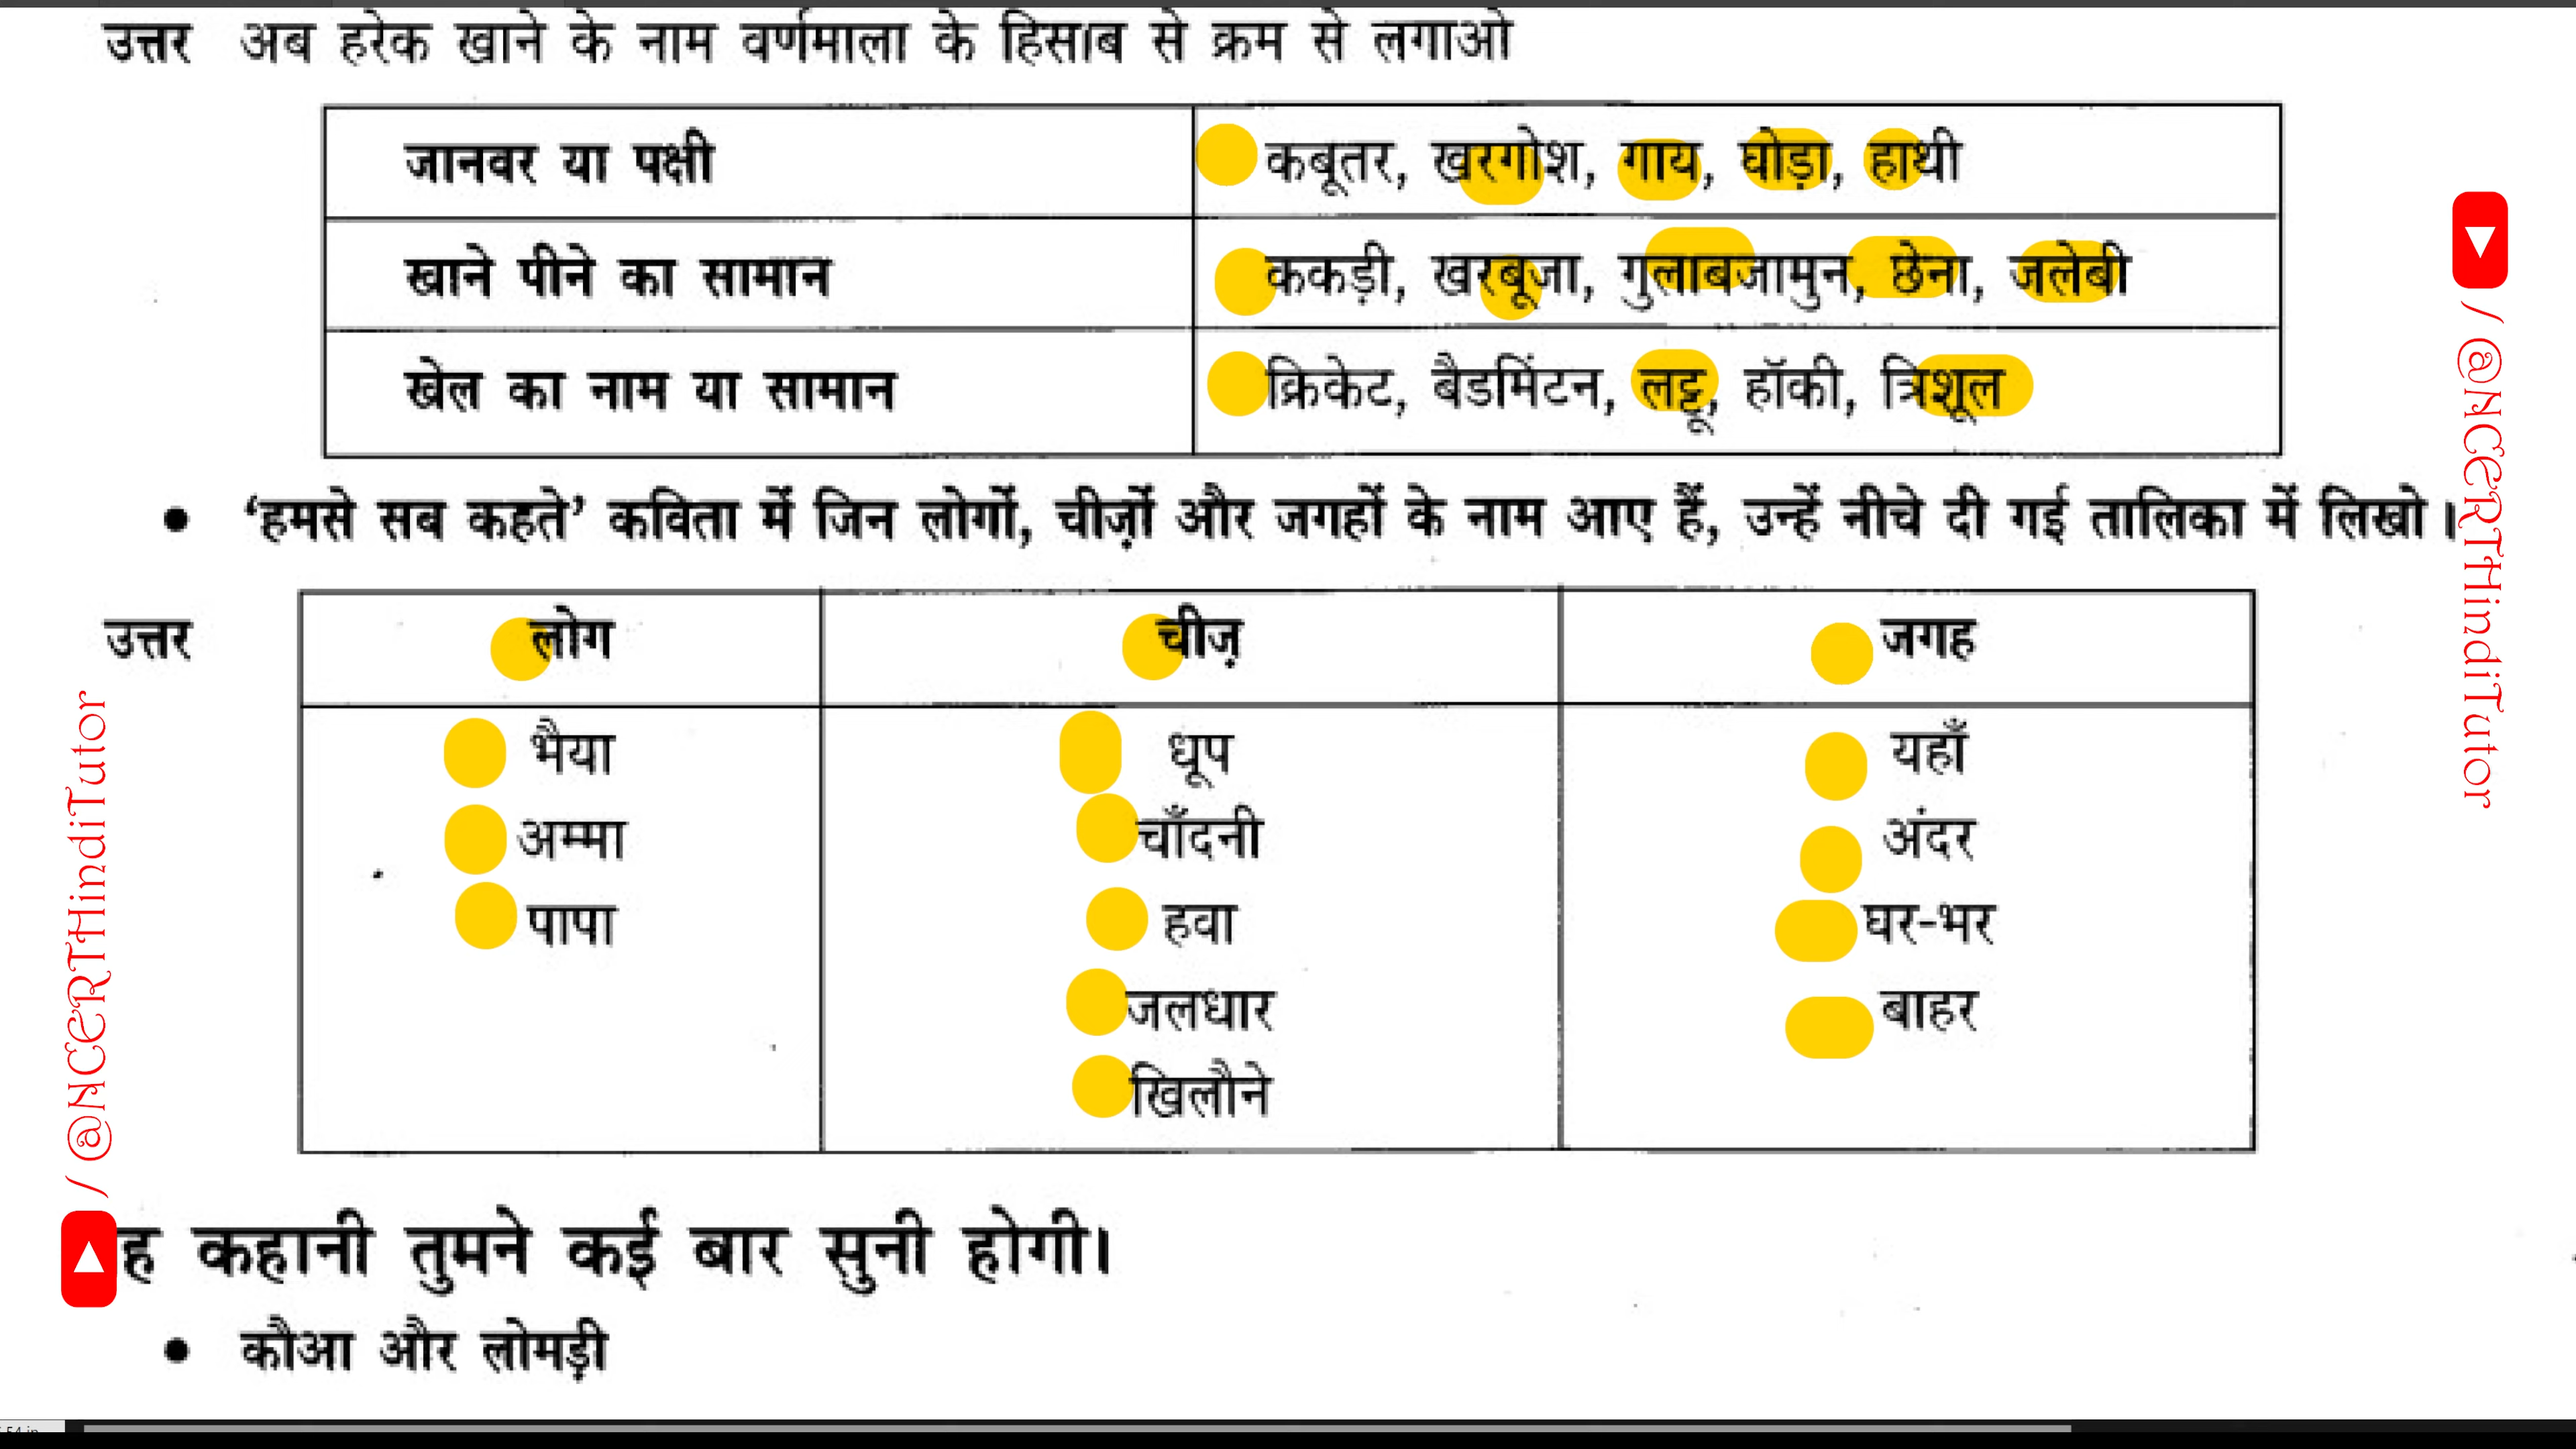 उत्तर अब हरेक खाने के नाम वर्णमाला के हिसाब से क्रम से लगाओ
जानवर या पक्षी कबूतर, खरगोश, गाय, घोड़ा, हाथी
खाने पीने का सामान ककड़ी, खरबूजा, गुलाबजामुन, छेना, जलेबी
खेल का नाम या सामान क्रिकेट, बैडमिंटन, लट्टू, हॉकी, त्रिशूल
• ‘हमसे सब कहते’ कविता में जिन लोगों, चीज़ों और जगहों के नाम आए हैं, उन्हें नीचे दी गई तालिका में लिखो।
उत्तर लोग चीज़ जगह
भैया धूप यहाँ
अम्मा चाँदनी अंदर
पापा हवा घर-भर
जलधार बाहर
खिलौने
ह कहानी तुमने कई बार सुनी होगी।
• कौआ और लोमड़ी
/ @NCERTHindiTutor
/ @NCERTHindiTutor